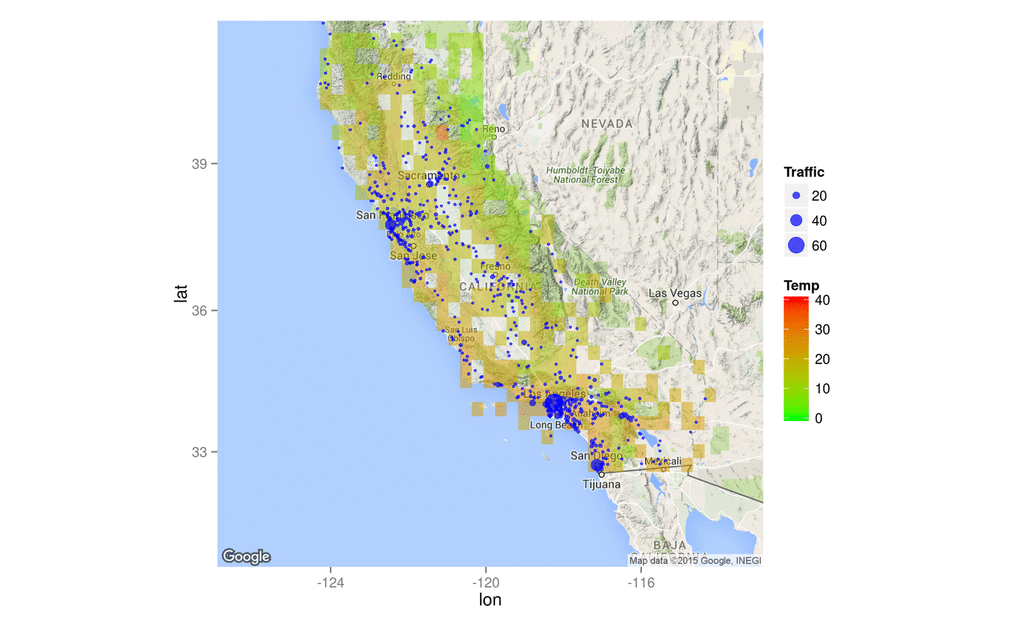 Redding
Reno
NEVADA
39
Humboldt-Toiyabe
National Forest
Sacramento
San Francisco
San Jose
Fresno
CALIFORNIA
Death Valley
National Park
Las Vegas
36
San Luis
Obispo
Los Angeles
Anaheim
Long Bea
33
San Diego
Mexicali
Tijuana
BAJA
CALIFORNIA
Google
Map data ©2015 Google, INEGI
-124
-120
-116
lon
lat
Traffic
20
40
60
Temp
40
30
20
10
0